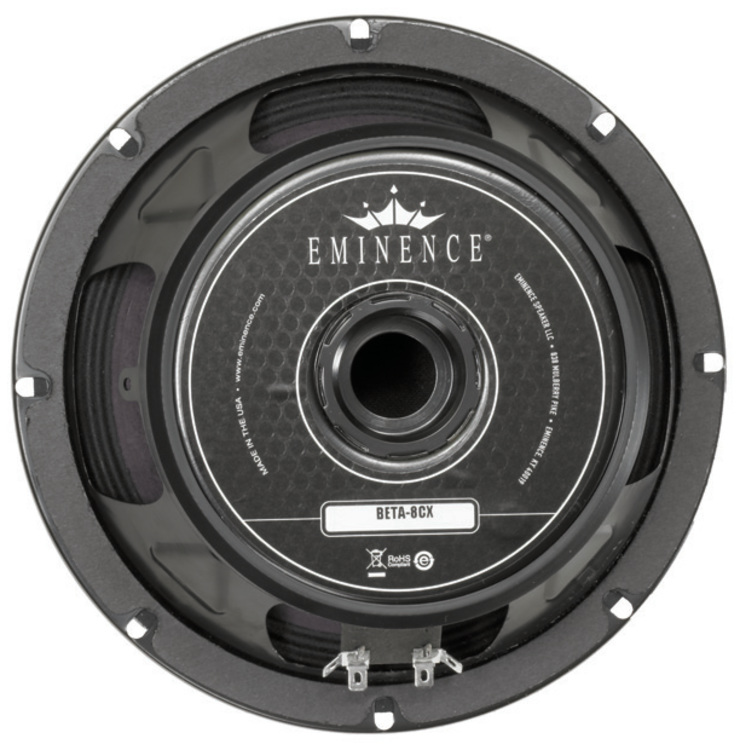 EMINENCE®
MADE IN THE USA • www.eminence.com
EMINENCE SPEAKER LLC • 838 MULBERRY PIKE • EMINENCE, KY 40019
BETA-8CX
RoHS
Compliant
e